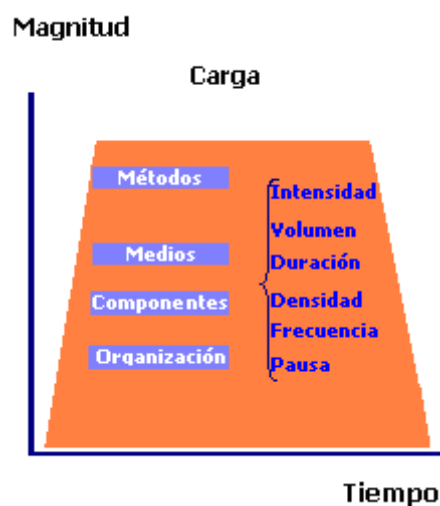 Magnitud
Carga
Métodos
Medios
Componentes
Organización
Intensidad
Volumen
Duración
Densidad
Frecuencia
Pausa
Tiempo